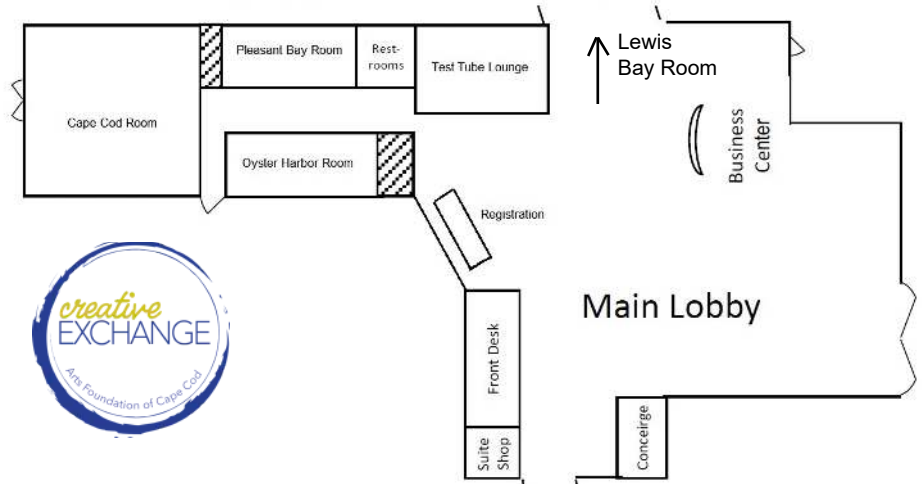 Pleasant Bay Room
Rest-
rooms
Test Tube Lounge
Lewis
Bay Room
Cape Cod Room
Business
Center
Oyster Harbor Room
Registration
creative
EXCHANGE
Arts Foundation of Cape Cod
Main Lobby
Front Desk
Suite
Shop
Conceirge